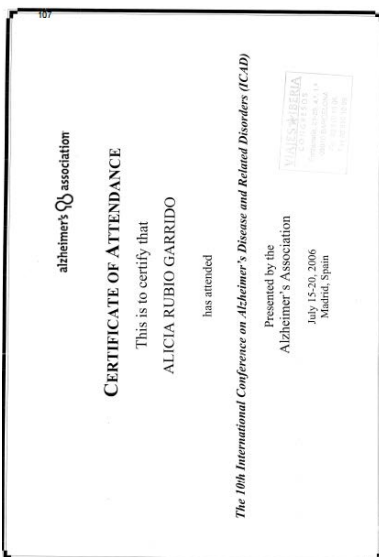 107
alzheimer's association
CERTIFICATE OF ATTENDANCE
This is to certify that
ALICIA RUBIO GARRIDO
has attended
The 10th International Conference on Alzheimer's Disease and Related Disorders (ICAD)
Presented by the
Alzheimer's Association
July 15-20, 2006
Madrid, Spain
VIAJES IBERIA
CONGRESOS